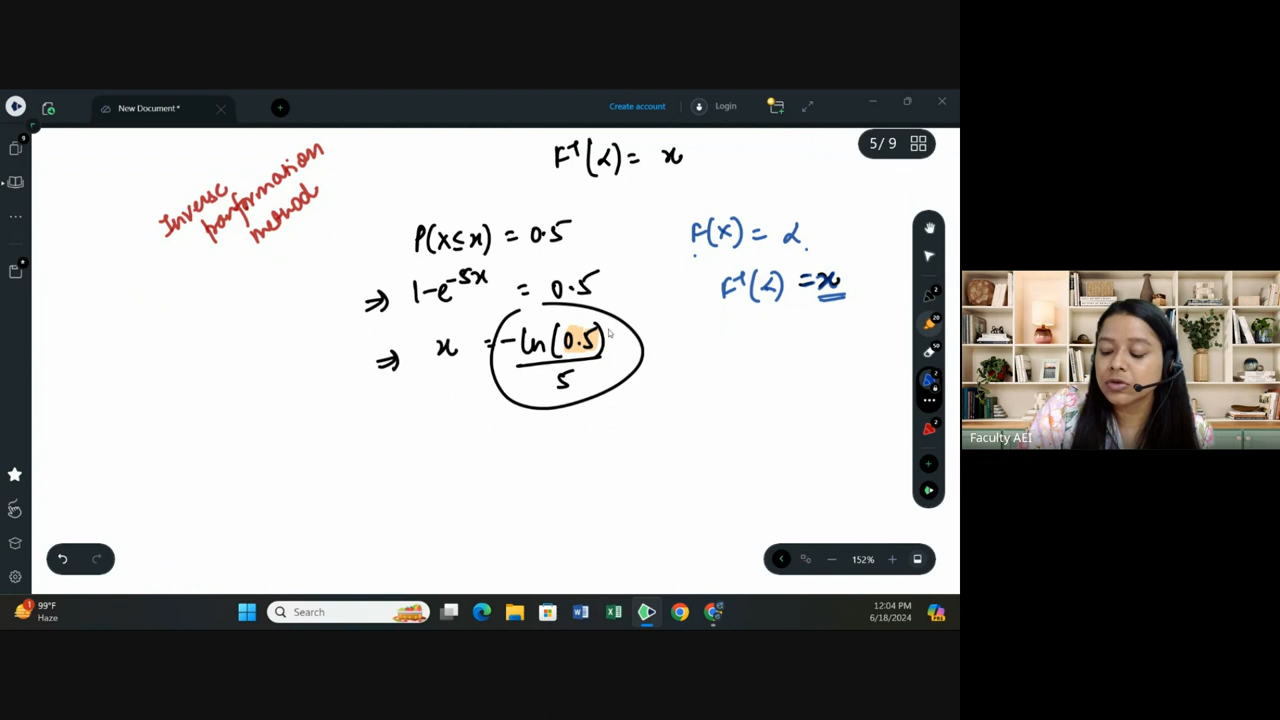 New Document*
Create account
Login
5/9
F⁻¹(α) = x
Inverse
tranformation
method
P(X≤x) = 0.5
F(x) = α.
⇒ 1-e^-5x = 0.5
F⁻¹(α) = x
⇒ x = -ln(0.5)
5
Faculty AEI
152%
99°F
Haze
Search
12:04 PM
6/18/2024